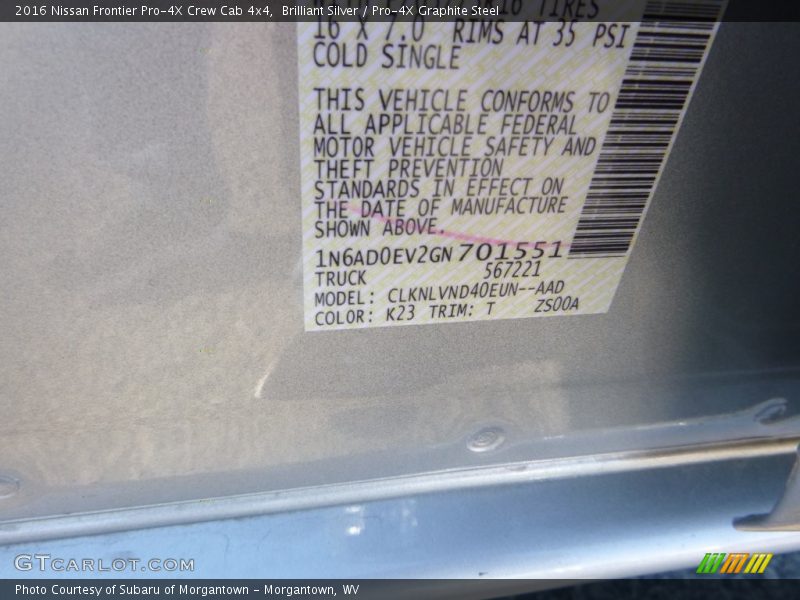 2016 Nissan Frontier Pro-4X Crew Cab 4x4, Brilliant Silver / Pro-4X Graphite Steel
16 TIRES
16 X 7.0 RIMS AT 35 PSI
COLD SINGLE
THIS VEHICLE CONFORMS TO
ALL APPLICABLE FEDERAL
MOTOR VEHICLE SAFETY AND
THEFT PREVENTION
STANDARDS IN EFFECT ON
THE DATE OF MANUFACTURE
SHOWN ABOVE.
1N6AD0EV2GN701551
TRUCK 567221
MODEL: CLKNLVND40EUN--AAD
COLOR: K23 TRIM: T ZS00A
GTCARLOT.COM
Photo Courtesy of Subaru of Morgantown - Morgantown, WV